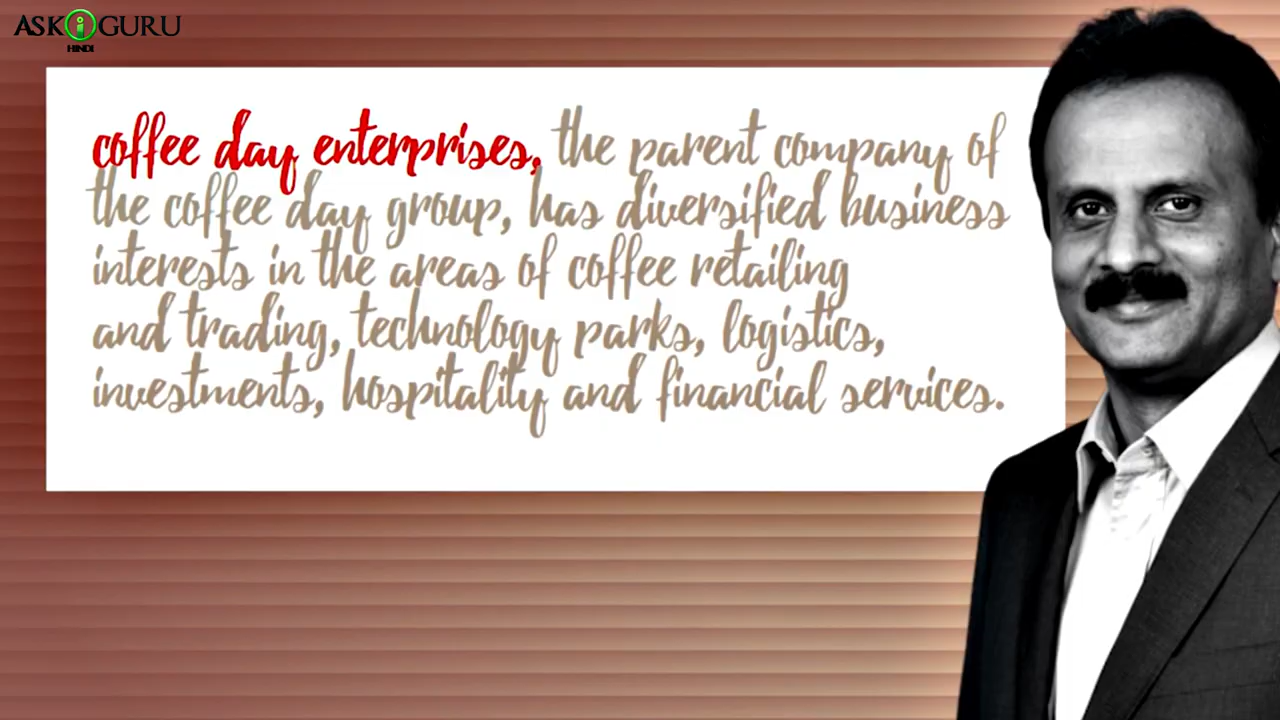 ASK i GURU
HINDI
coffee day enterprises, the parent company of
the coffee day group, has diversified business
interests in the areas of coffee retailing
and trading, technology parks, logistics,
investments, hospitality and financial services.